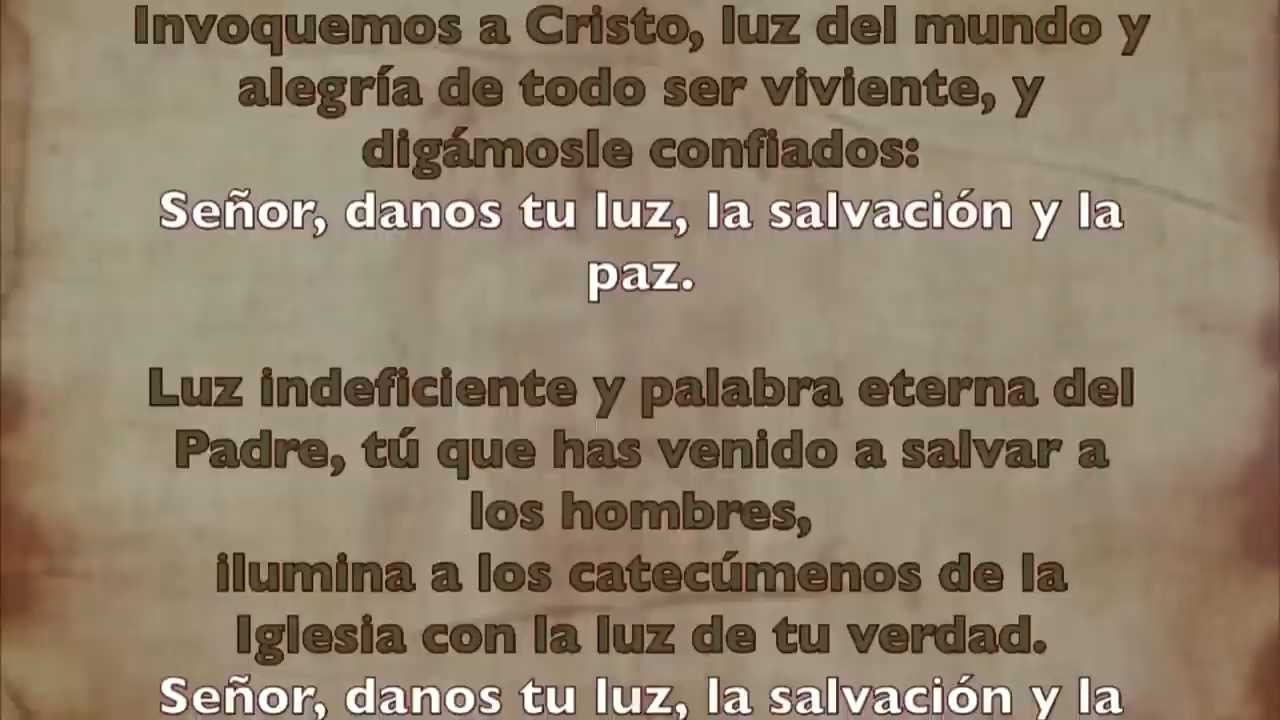 Invoquemos a Cristo, luz del mundo y
alegría de todo ser viviente, y
digámosle confiados:
Señor, danos tu luz, la salvación y la
paz.
Luz indeficiente y palabra eterna del
Padre, tú que has venido a salvar a
los hombres,
ilumina a los catecúmenos de la
Iglesia con la luz de tu verdad.
Señor, danos tu luz, la salvación y la